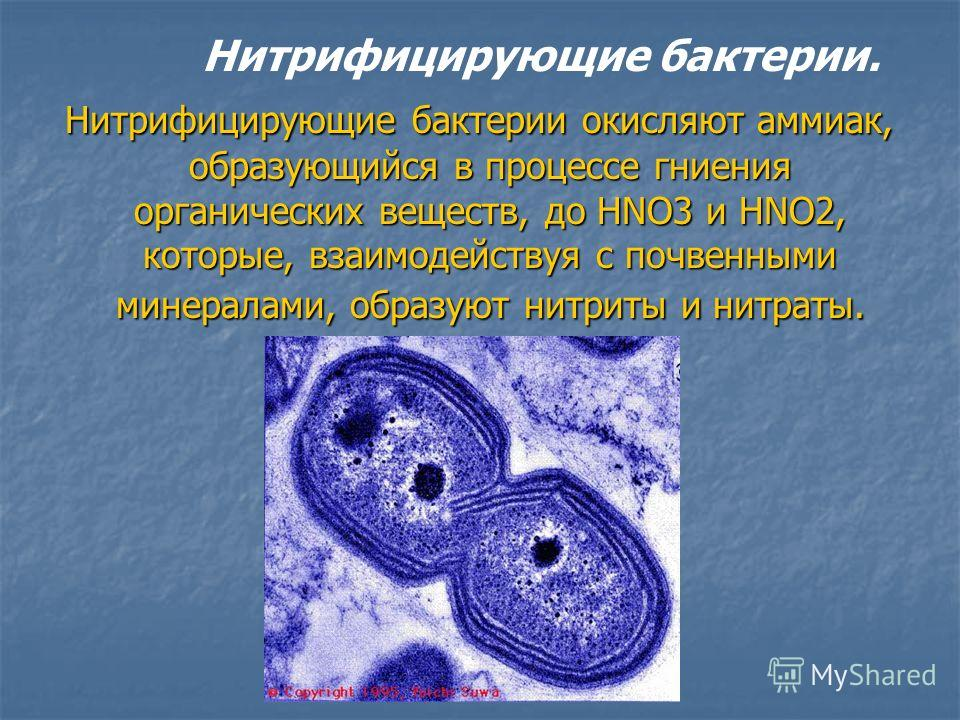 Нитрифицирующие бактерии.
Нитрифицирующие бактерии окисляют аммиак,
образующийся в процессе гниения
органических веществ, до HNO3 и HNO2,
которые, взаимодействуя с почвенными
минералами, образуют нитриты и нитраты.
© Copyright 1995, Yuichi Suwa
MyShared